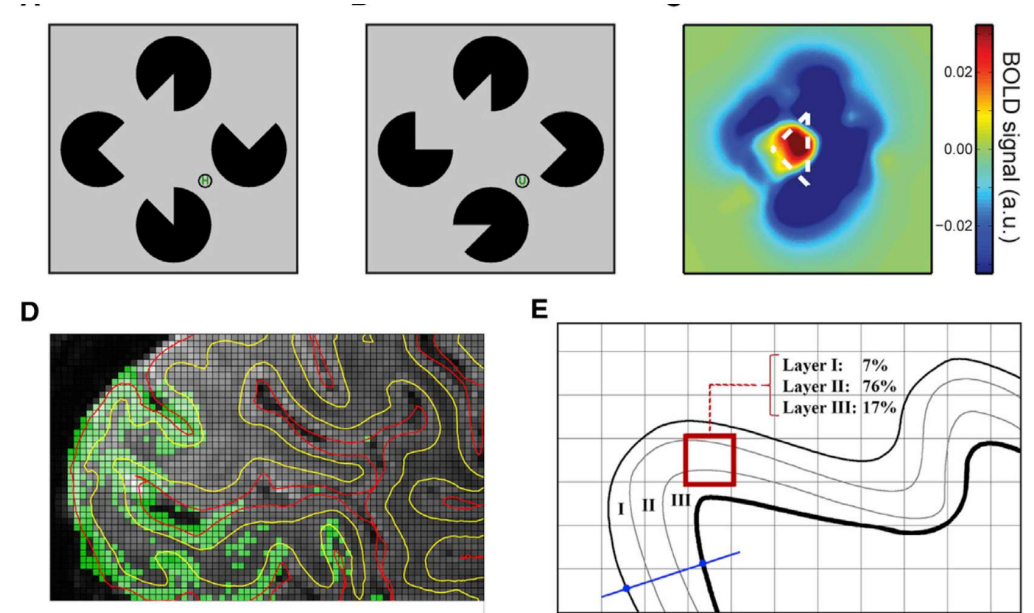 H
U
0.02
0.00
−0.02
BOLD signal (a.u.)
D
E
Layer I: 7%
Layer II: 76%
Layer III: 17%
I II III